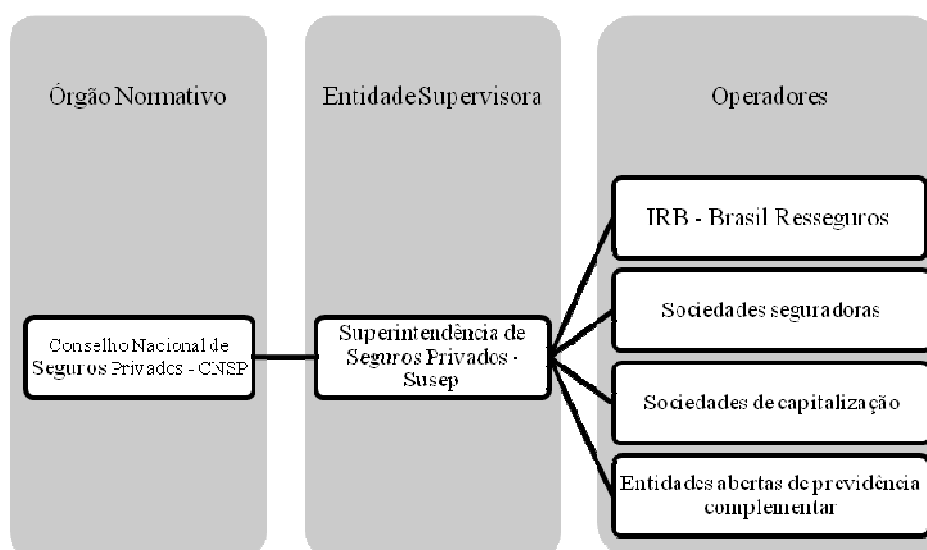 Órgão Normativo
Entidade Supervisora
Operadores
Conselho Nacional de
Seguros Privados - CNSP
Superintendência de
Seguros Privados -
Susep
IRB - Brasil Resseguros
Sociedades seguradoras
Sociedades de capitalização
Entidades abertas de previdência
complementar